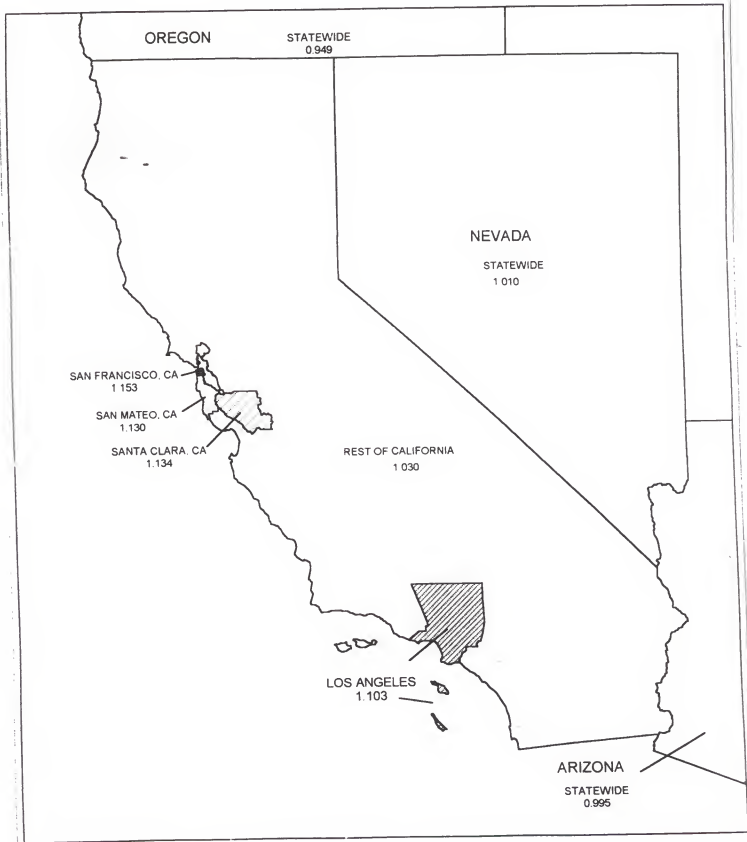 OREGON STATEWIDE
0.949
NEVADA
STATEWIDE
1 010
SAN FRANCISCO, CA
1 153
SAN MATEO, CA
1.130
SANTA CLARA, CA
1.134
REST OF CALIFORNIA
1 030
LOS ANGELES
1.103
ARIZONA
STATEWIDE
0.995